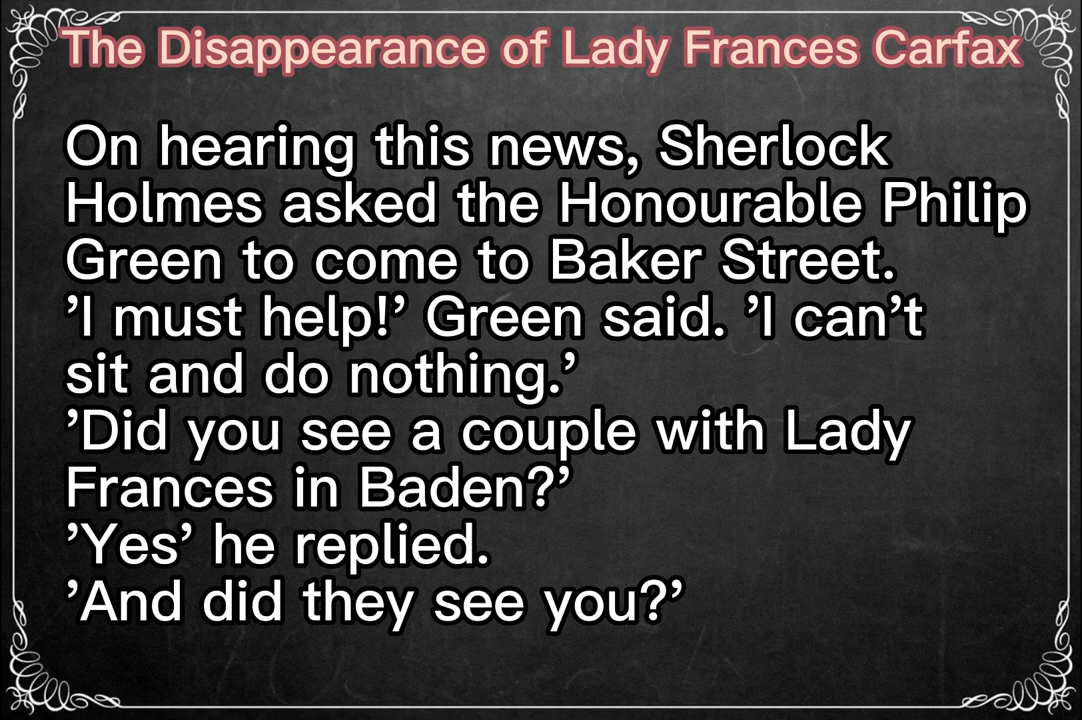 The Disappearance of Lady Frances Carfax
On hearing this news, Sherlock
Holmes asked the Honourable Philip
Green to come to Baker Street.
’I must help!’ Green said. ’I can’t
sit and do nothing.’
’Did you see a couple with Lady
Frances in Baden?’
’Yes’ he replied.
’And did they see you?’